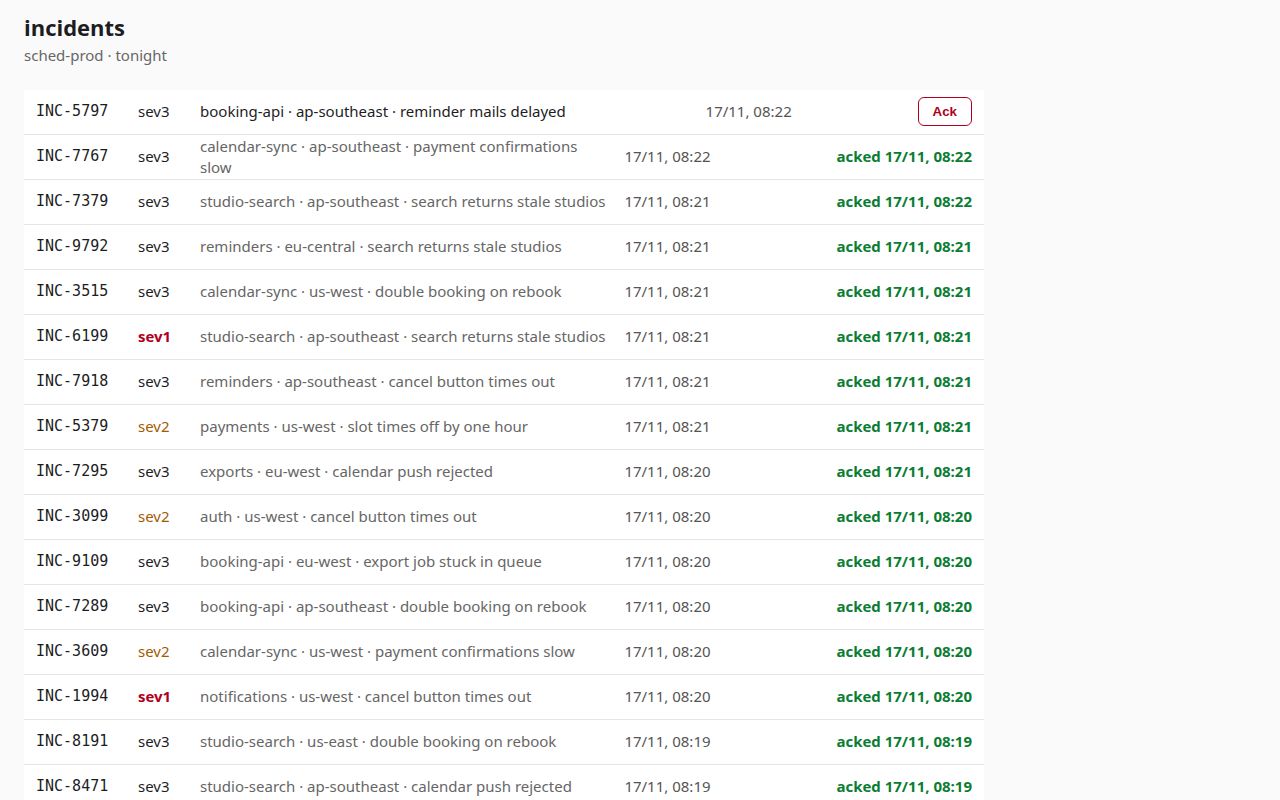 incidents
sched-prod · tonight
INC-5797 sev3 booking-api · ap-southeast · reminder mails delayed 17/11, 08:22 Ack
INC-7767 sev3 calendar-sync · ap-southeast · payment confirmations
slow 17/11, 08:22 acked 17/11, 08:22
INC-7379 sev3 studio-search · ap-southeast · search returns stale studios 17/11, 08:21 acked 17/11, 08:22
INC-9792 sev3 reminders · eu-central · search returns stale studios 17/11, 08:21 acked 17/11, 08:21
INC-3515 sev3 calendar-sync · us-west · double booking on rebook 17/11, 08:21 acked 17/11, 08:21
INC-6199 sev1 studio-search · ap-southeast · search returns stale studios 17/11, 08:21 acked 17/11, 08:21
INC-7918 sev3 reminders · ap-southeast · cancel button times out 17/11, 08:21 acked 17/11, 08:21
INC-5379 sev2 payments · us-west · slot times off by one hour 17/11, 08:21 acked 17/11, 08:21
INC-7295 sev3 exports · eu-west · calendar push rejected 17/11, 08:20 acked 17/11, 08:21
INC-3099 sev2 auth · us-west · cancel button times out 17/11, 08:20 acked 17/11, 08:20
INC-9109 sev3 booking-api · eu-west · export job stuck in queue 17/11, 08:20 acked 17/11, 08:20
INC-7289 sev3 booking-api · ap-southeast · double booking on rebook 17/11, 08:20 acked 17/11, 08:20
INC-3609 sev2 calendar-sync · us-west · payment confirmations slow 17/11, 08:20 acked 17/11, 08:20
INC-1994 sev1 notifications · us-west · cancel button times out 17/11, 08:20 acked 17/11, 08:20
INC-8191 sev3 studio-search · us-east · double booking on rebook 17/11, 08:19 acked 17/11, 08:19
INC-8471 sev3 studio-search · ap-southeast · calendar push rejected 17/11, 08:19 acked 17/11, 08:19